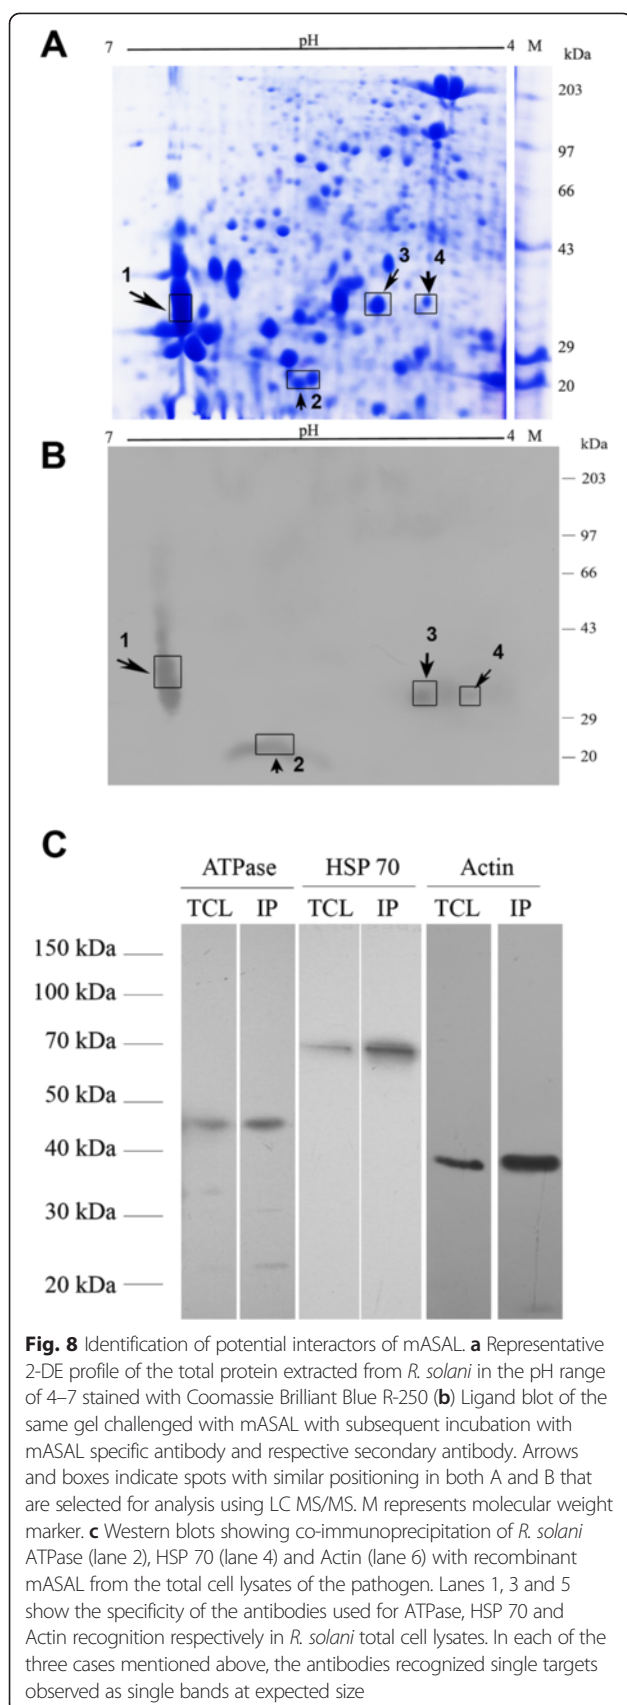 A
7 pH 4 M
kDa
203
97
66
43
29
20
1
2
3
4
7 pH 4 M
B
kDa
203
97
66
43
29
20
1
2
3
4
C
ATPase HSP 70 Actin
TCL IP TCL IP TCL IP
150 kDa
100 kDa
70 kDa
50 kDa
40 kDa
30 kDa
20 kDa
Fig. 8 Identification of potential interactors of mASAL. a Representative
2-DE profile of the total protein extracted from R. solani in the pH range
of 4–7 stained with Coomassie Brilliant Blue R-250 (b) Ligand blot of the
same gel challenged with mASAL with subsequent incubation with
mASAL specific antibody and respective secondary antibody. Arrows
and boxes indicate spots with similar positioning in both A and B that
are selected for analysis using LC MS/MS. M represents molecular weight
marker. c Western blots showing co-immunoprecipitation of R. solani
ATPase (lane 2), HSP 70 (lane 4) and Actin (lane 6) with recombinant
mASAL from the total cell lysates of the pathogen. Lanes 1, 3 and 5
show the specificity of the antibodies used for ATPase, HSP 70 and
Actin recognition respectively in R. solani total cell lysates. In each of the
three cases mentioned above, the antibodies recognized single targets
observed as single bands at expected size